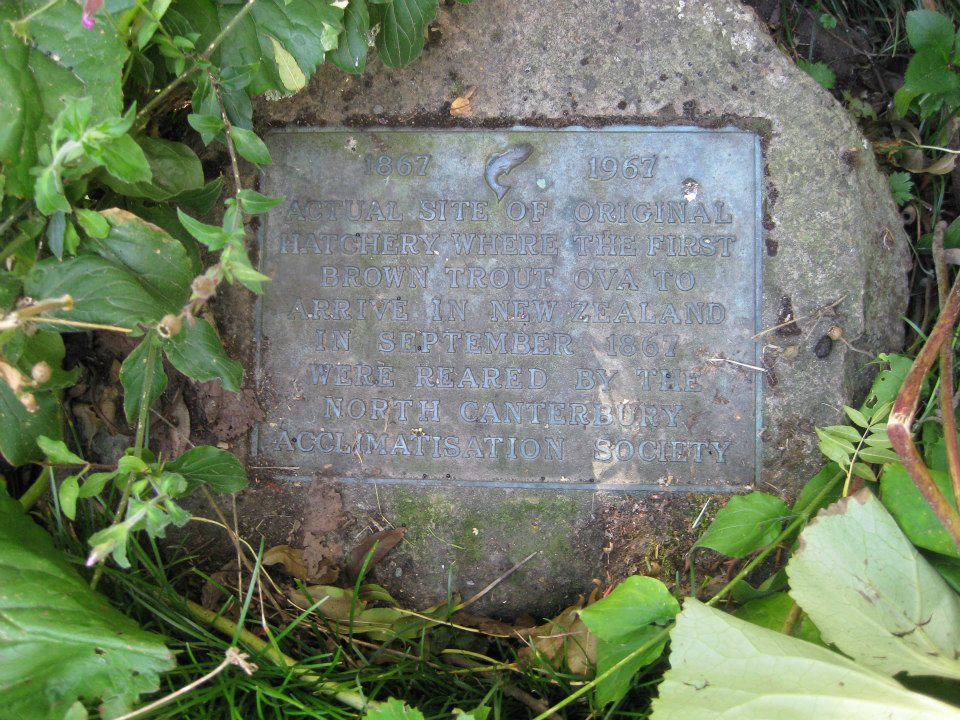 1867 1967
ACTUAL SITE OF ORIGINAL
HATCHERY WHERE THE FIRST
BROWN TROUT OVA TO
ARRIVE IN NEW ZEALAND
IN SEPTEMBER 1867
WERE REARED BY THE
NORTH CANTERBURY
ACCLIMATISATION SOCIETY